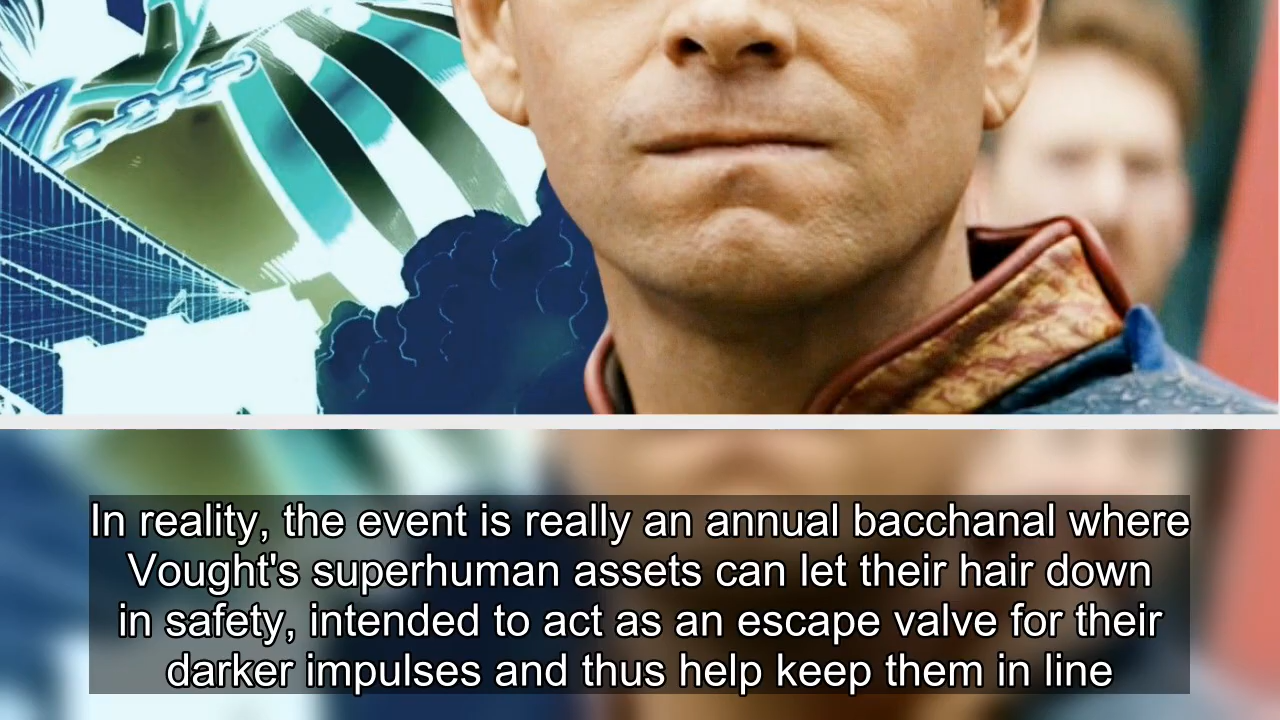 In reality, the event is really an annual bacchanal where
Vought's superhuman assets can let their hair down
in safety, intended to act as an escape valve for their
darker impulses and thus help keep them in line